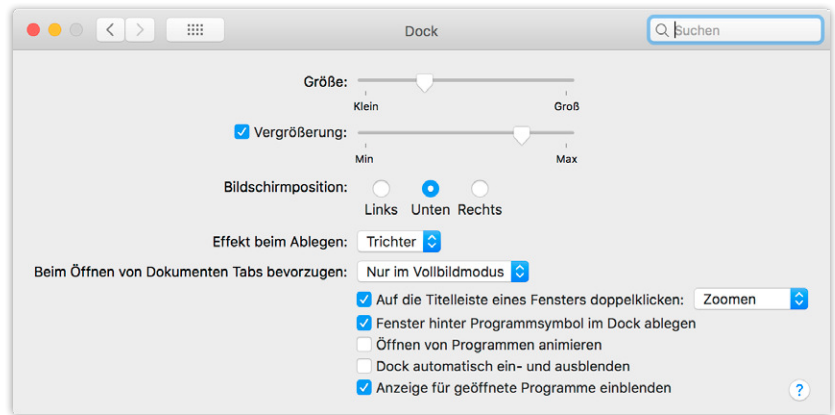 Dock
Suchen
Größe:
Klein Groß
Vergrößerung:
Min Max
Bildschirmposition:
Links Unten Rechts
Effekt beim Ablegen: Trichter
Beim Öffnen von Dokumenten Tabs bevorzugen: Nur im Vollbildmodus
Auf die Titelleiste eines Fensters doppelklicken: Zoomen
Fenster hinter Programmsymbol im Dock ablegen
Öffnen von Programmen animieren
Dock automatisch ein- und ausblenden
Anzeige für geöffnete Programme einblenden
?